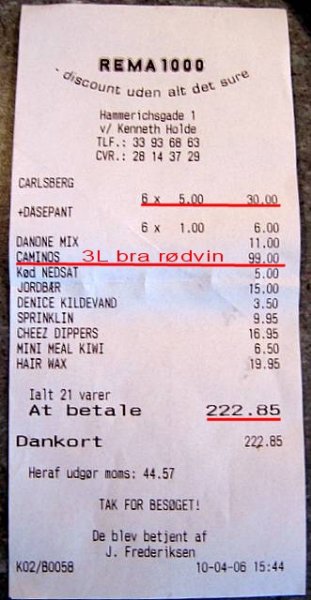 REMA1000
- discount uden alt det sure
Hammerichsgade 1
v/ Kenneth Holde
TLF.: 33 93 68 63
CVR.: 28 14 37 29
CARLSBERG
6 x 5.00 30.00
+DÅSEPANT
6 x 1.00 6.00
DANONE MIX 11.00
CAMINOS 3L bra rødvin 99.00
Kød NEDSAT 5.00
JORDBÆR 15.00
DENICE KILDEVAND 3.50
SPRINKLIN 9.95
CHEEZ DIPPERS 16.95
MINI MEAL KIWI 6.50
HAIR WAX 19.95
Ialt 21 varer
At betale 222.85
Dankort 222.85
Heraf udgør moms: 44.57
TAK FOR BESØGET!
De blev betjent af
J. Frederiksen
K02/B0058 10-04-06 15:44